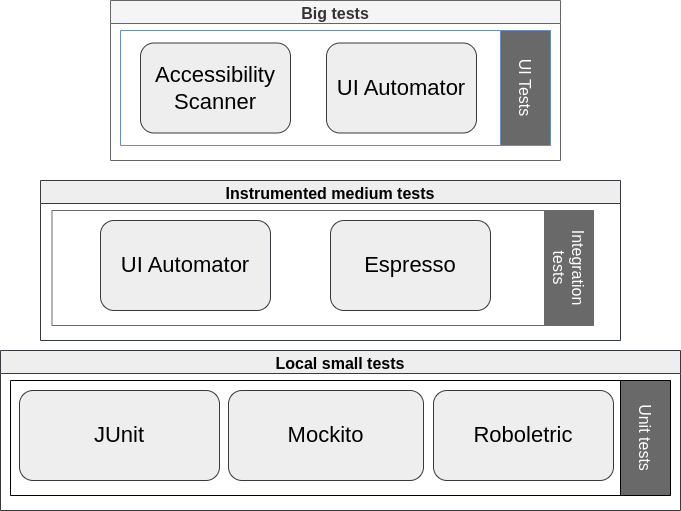 Big tests
Accessibility
Scanner
UI Automator
UI Tests
Instrumented medium tests
UI Automator
Espresso
Integration
tests
Local small tests
JUnit
Mockito
Roboletric
Unit tests